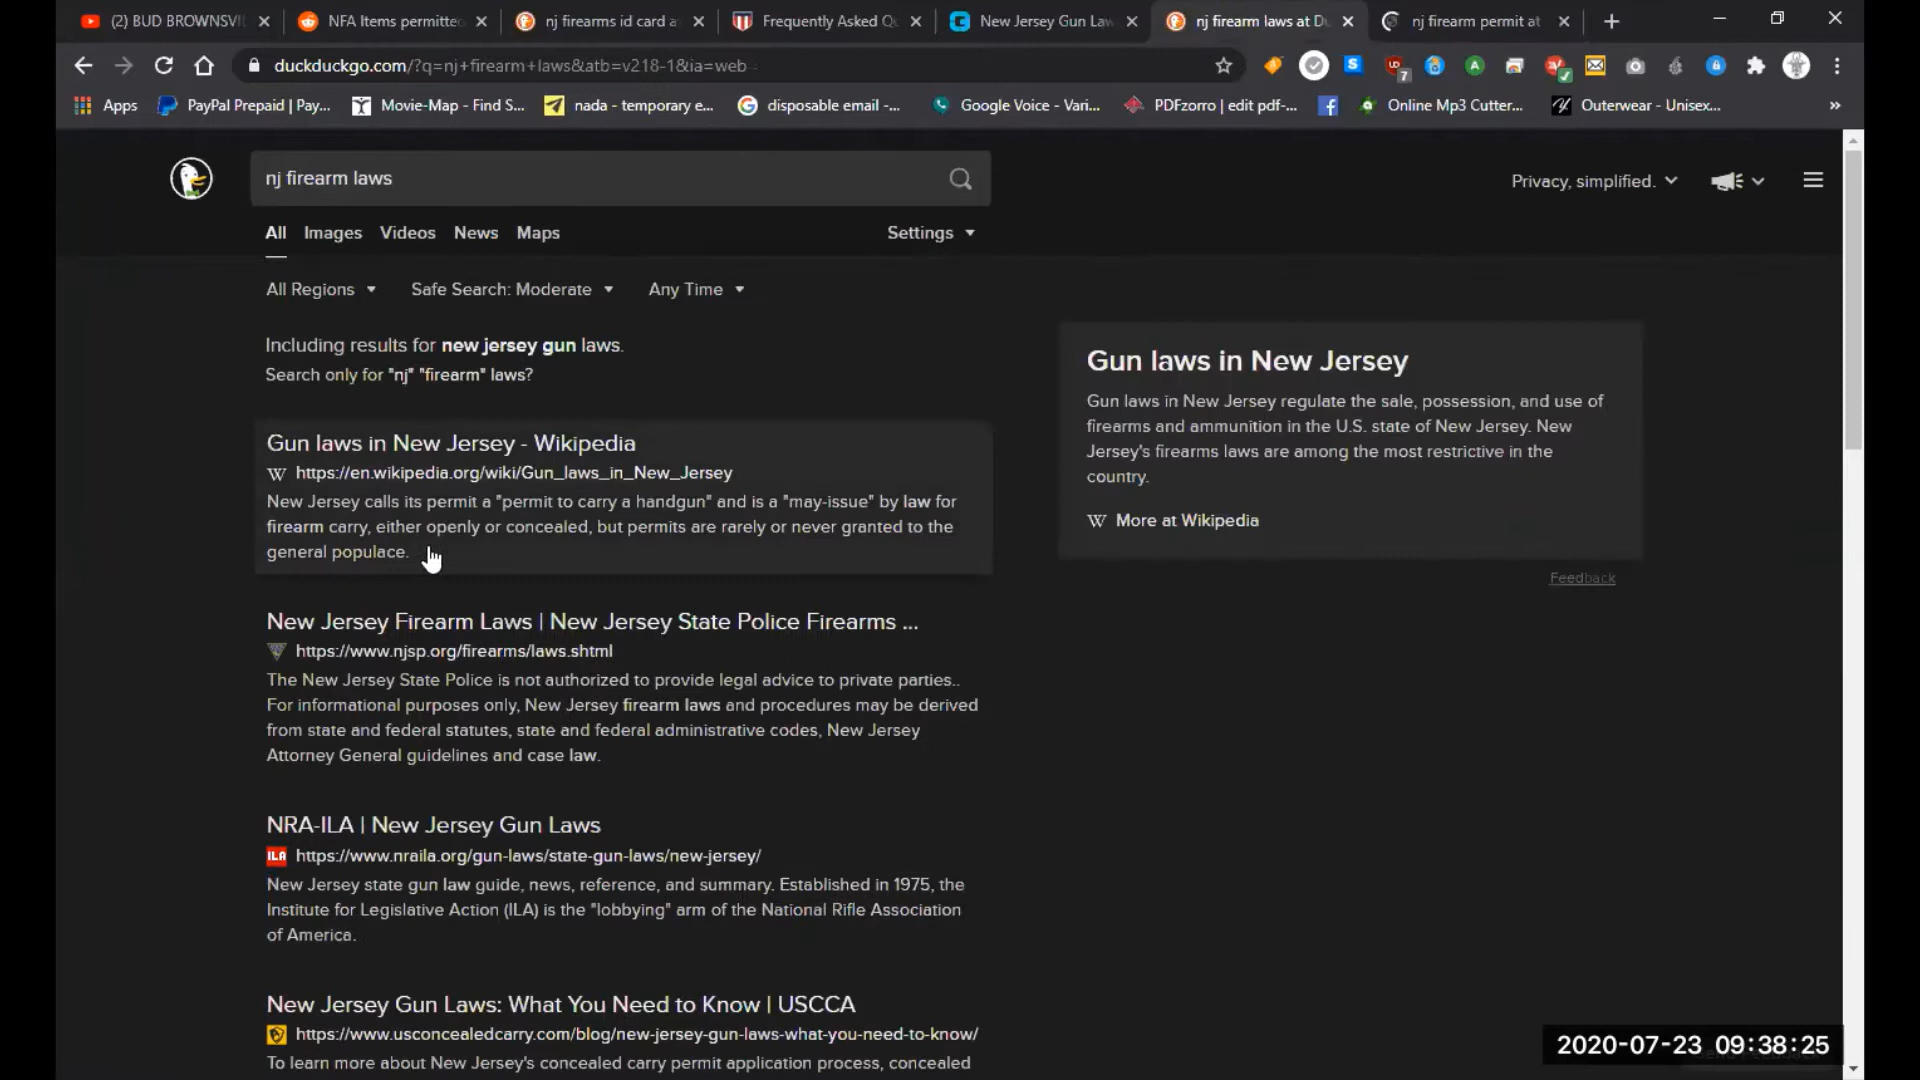 (2) BUD BROWNSVI
NFA Items permitted
nj firearms id card a
Frequently Asked Q
New Jersey Gun Law
nj firearm laws at D
nj firearm permit at
duckduckgo.com/?q=nj+firearm+laws&atb=v218-1&ia=web
7
Apps
PayPal Prepaid | Pay...
Movie-Map - Find S...
nada - temporary e...
disposable email -...
Google Voice - Vari...
PDFzorro | edit pdf-...
Online Mp3 Cutter...
Outerwear - Unisex...
nj firearm laws
Privacy, simplified.
All
Images
Videos
News
Maps
Settings
All Regions
Safe Search: Moderate
Any Time
Including results for new jersey gun laws.
Search only for "nj" "firearm" laws?
Gun laws in New Jersey - Wikipedia
W https://en.wikipedia.org/wiki/Gun_laws_in_New_Jersey
New Jersey calls its permit a "permit to carry a handgun" and is a "may-issue" by law for
firearm carry, either openly or concealed, but permits are rarely or never granted to the
general populace.
New Jersey Firearm Laws | New Jersey State Police Firearms ...
https://www.njsp.org/firearms/laws.shtml
The New Jersey State Police is not authorized to provide legal advice to private parties..
For informational purposes only, New Jersey firearm laws and procedures may be derived
from state and federal statutes, state and federal administrative codes, New Jersey
Attorney General guidelines and case law.
NRA-ILA | New Jersey Gun Laws
ILA https://www.nraila.org/gun-laws/state-gun-laws/new-jersey/
New Jersey state gun law guide, news, reference, and summary. Established in 1975, the
Institute for Legislative Action (ILA) is the "lobbying" arm of the National Rifle Association
of America.
New Jersey Gun Laws: What You Need to Know | USCCA
https://www.usconcealedcarry.com/blog/new-jersey-gun-laws-what-you-need-to-know/
To learn more about New Jersey's concealed carry permit application process, concealed
Gun laws in New Jersey
Gun laws in New Jersey regulate the sale, possession, and use of
firearms and ammunition in the U.S. state of New Jersey. New
Jersey's firearms laws are among the most restrictive in the
country.
W More at Wikipedia
Feedback
2020-07-23 09:38:25